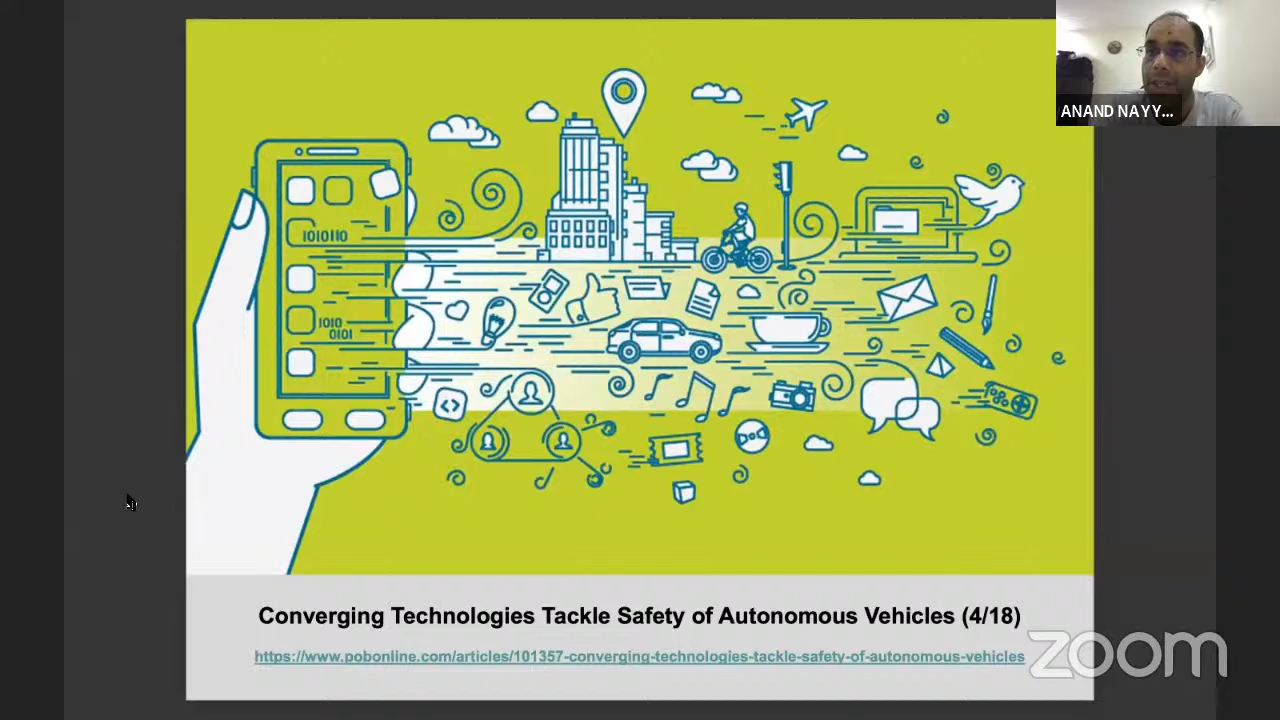 ANAND NAYY...
1010110
1010
0101
Converging Technologies Tackle Safety of Autonomous Vehicles (4/18)
https://www.pobonline.com/articles/101357-converging-technologies-tackle-safety-of-autonomous-vehicles
zoom